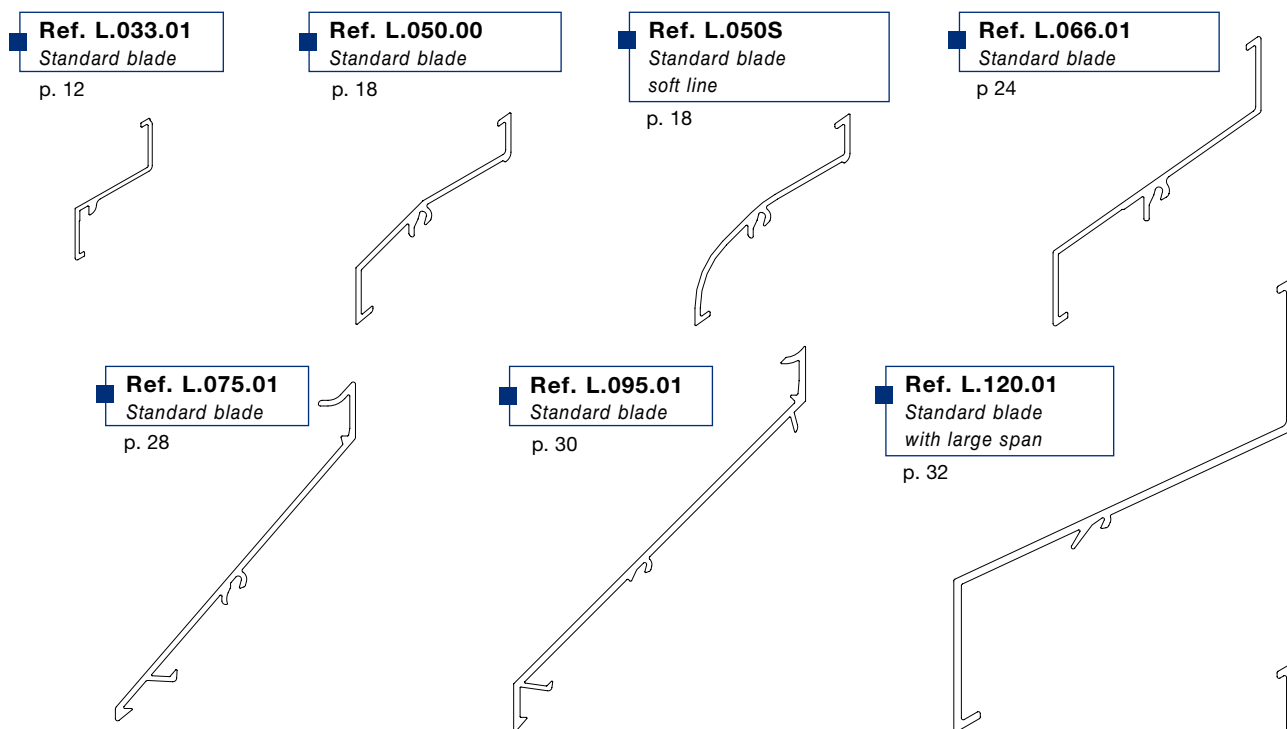 Ref. L.033.01
Standard blade
p. 12
Ref. L.050.00
Standard blade
p. 18
Ref. L.050S
Standard blade
soft line
p. 18
Ref. L.066.01
Standard blade
p 24
Ref. L.075.01
Standard blade
p. 28
Ref. L.095.01
Standard blade
p. 30
Ref. L.120.01
Standard blade
with large span
p. 32